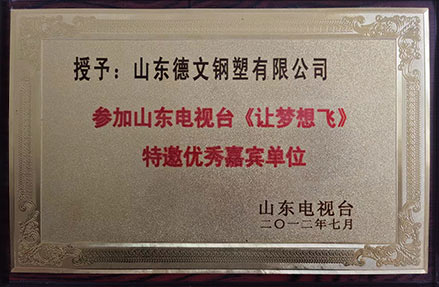 授予：山东德文钢塑有限公司
参加山东电视台《让梦想飞》
特邀优秀嘉宾单位
山东电视台
二〇一二年七月